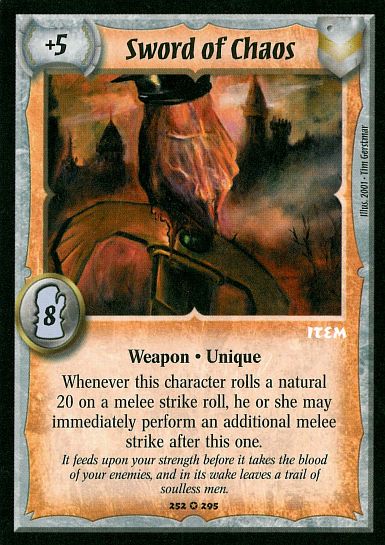 +5
Sword of Chaos
Illus. 2001 • Tim Gerstmar
8
ITEM
Weapon • Unique
Whenever this character rolls a natural
20 on a melee strike roll, he or she may
immediately perform an additional melee
strike after this one.
It feeds upon your strength before it takes the blood
of your enemies, and in its wake leaves a trail of
soulless men.
252 ✪ 295